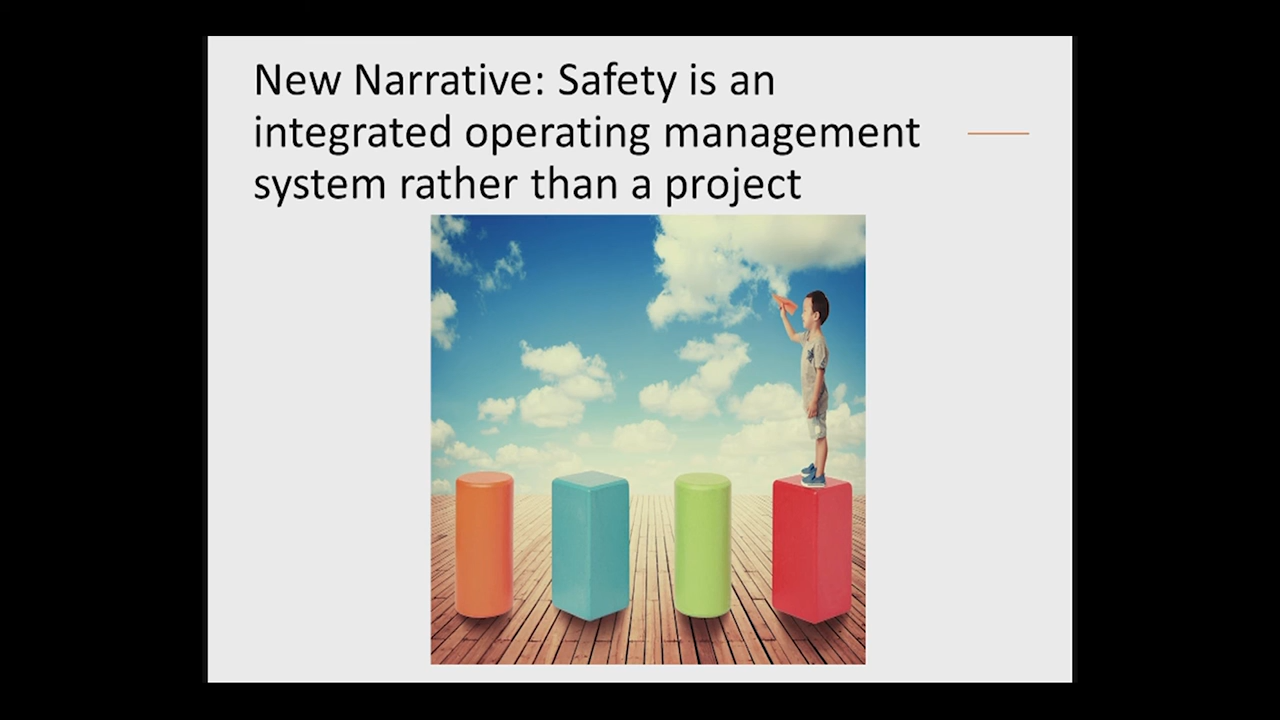 New Narrative: Safety is an
integrated operating management
system rather than a project